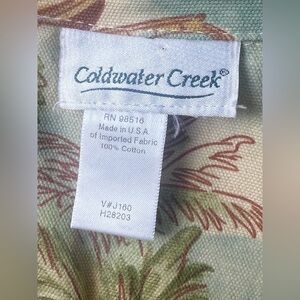 Coldwater Creek®
RN 98516
Made in U.S.A.
of Imported Fabric
100% Cotton
V#J160
H28203